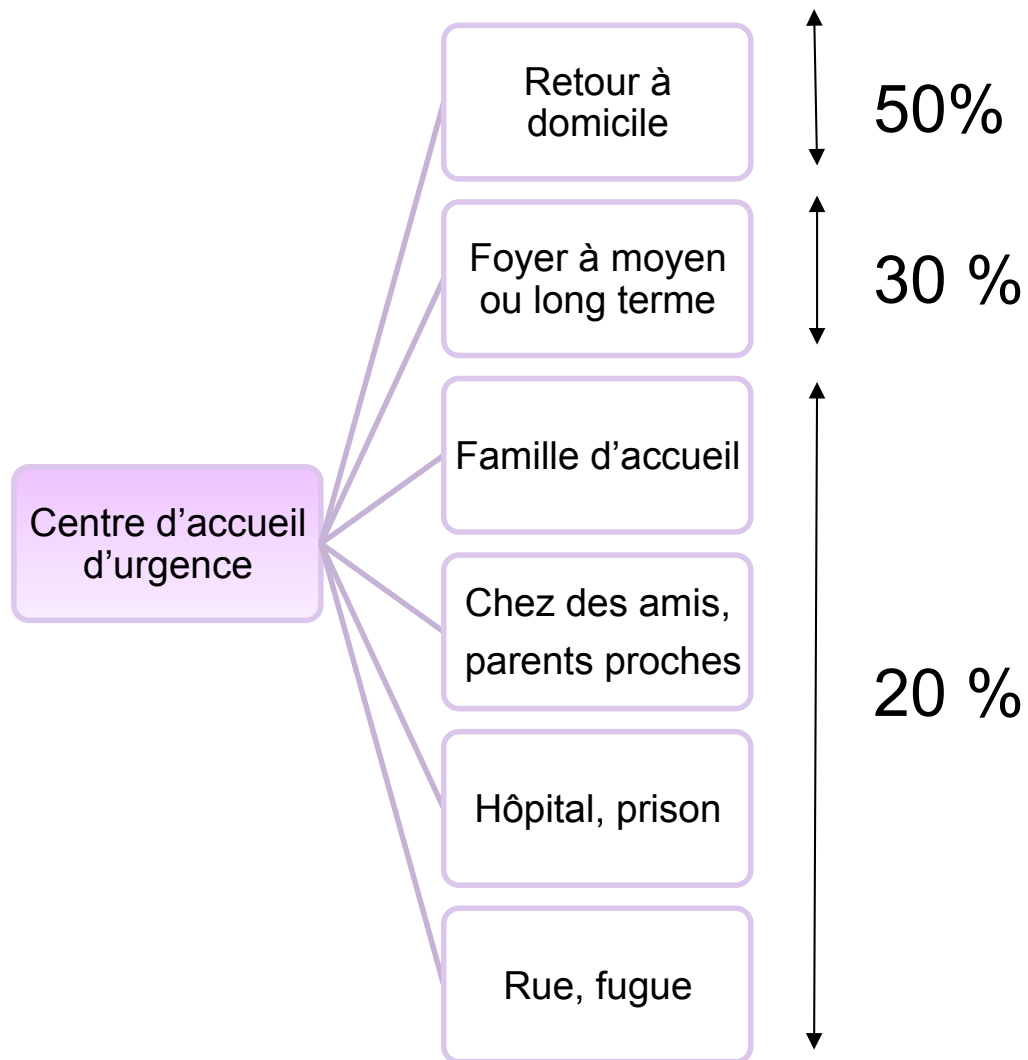 Retour à
domicile
50%
Foyer à moyen
ou long terme
30 %
Famille d’accueil
Centre d’accueil
d’urgence
Chez des amis,
parents proches
20 %
Hôpital, prison
Rue, fugue